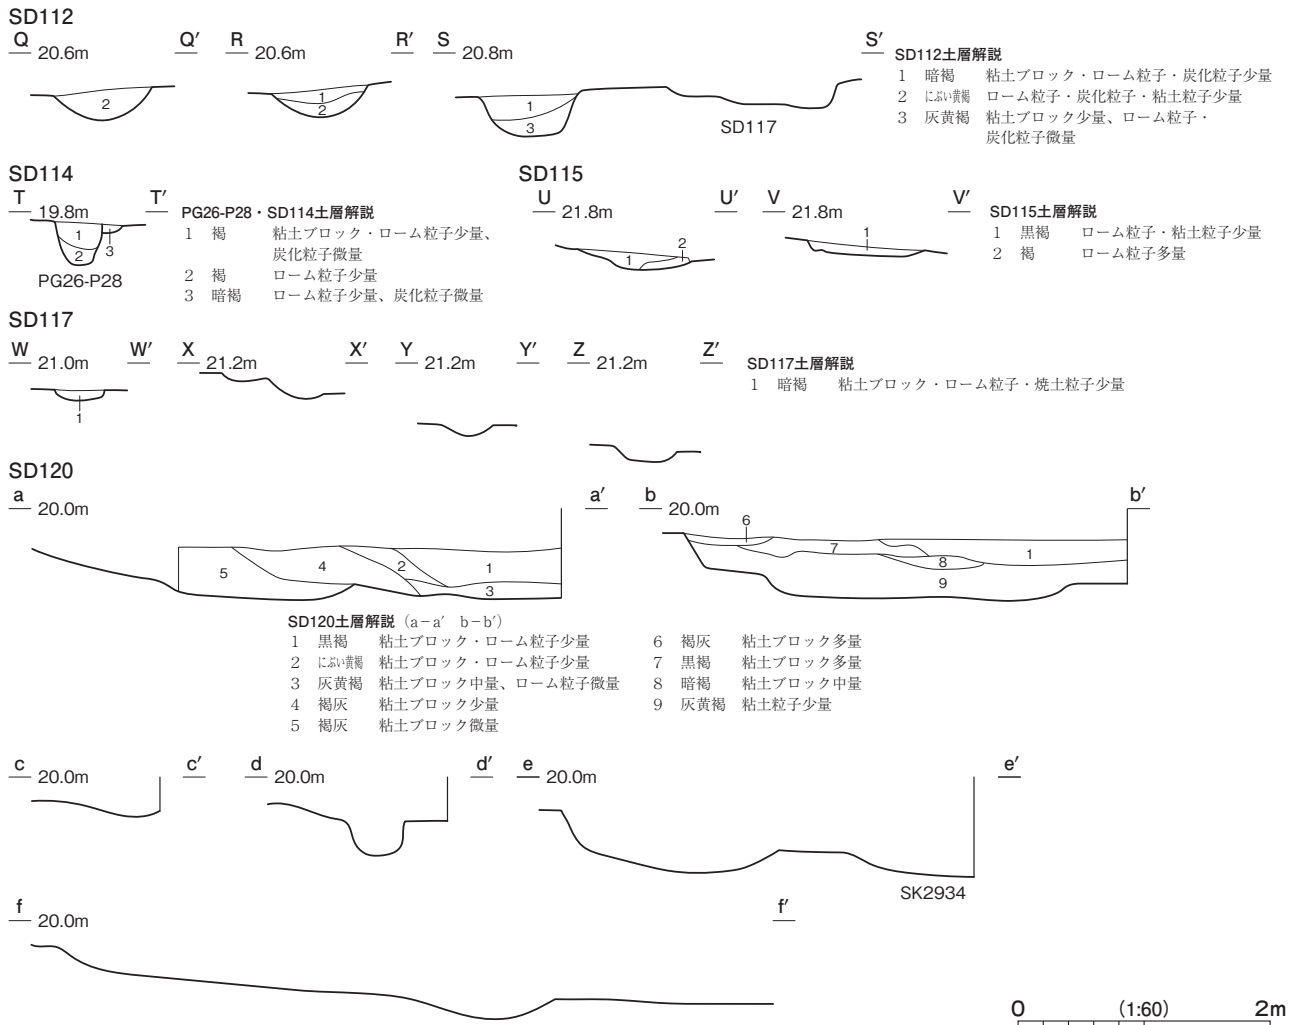 SD112
Q 20.6m Q′ R 20.6m R′ S 20.8m S′
2
1
2
1
3
SD117
SD112土層解説
1 暗褐 粘土ブロック・ローム粒子・炭化粒子少量
2 にぶい黄褐 ローム粒子・炭化粒子・粘土粒子少量
3 灰黄褐 粘土ブロック少量、ローム粒子・
炭化粒子微量
SD114
T 19.8m T′
1
2
3
PG26-P28
PG26-P28・SD114土層解説
1 褐 粘土ブロック・ローム粒子少量、
炭化粒子微量
2 褐 ローム粒子少量
3 暗褐 ローム粒子少量、炭化粒子微量
SD115
U 21.8m U′ V 21.8m V′
1
2
1
SD115土層解説
1 黒褐 ローム粒子・粘土粒子少量
2 褐 ローム粒子多量
SD117
W 21.0m W′ X 21.2m X′ Y 21.2m Y′ Z 21.2m Z′
1
SD117土層解説
1 暗褐 粘土ブロック・ローム粒子・焼土粒子少量
SD120
a 20.0m a′ b 20.0m b′
5 4 2 1
3
6
7
8
1
9
SD120土層解説（a－a′ b－b′）
1 黒褐 粘土ブロック・ローム粒子少量
2 にぶい黄褐 粘土ブロック・ローム粒子少量
3 灰黄褐 粘土ブロック中量、ローム粒子微量
4 褐灰 粘土ブロック少量
5 褐灰 粘土ブロック微量
6 褐灰 粘土ブロック多量
7 黒褐 粘土ブロック多量
8 暗褐 粘土ブロック中量
9 灰黄褐 粘土粒子少量
c 20.0m c′ d 20.0m d′ e 20.0m e′
SK2934
f 20.0m f′
0 (1:60) 2m